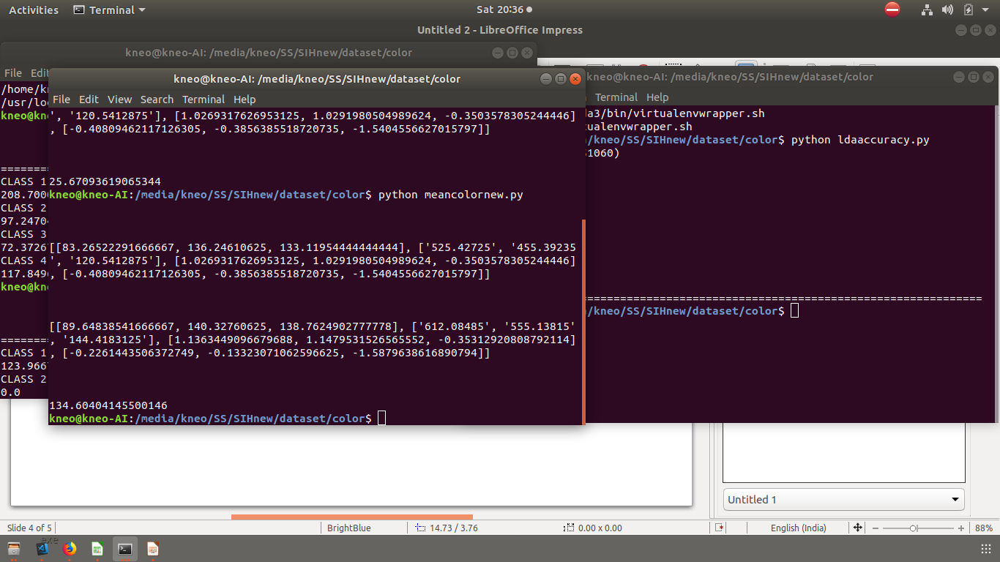 Activities Terminal Sat 20:36
Untitled 2 - LibreOffice Impress
kneo@kneo-AI: /media/kneo/SS/SIHnew/dataset/color
File Edi
/home/k
/usr/lo
kneo@kn
========
CLASS 1
208.700
CLASS 2
97.2470
CLASS 3
72.3726
CLASS 4
117.849
kneo@kn
========
CLASS 1
123.966
CLASS 2
0.0
kneo@kneo-AI: /media/kneo/SS/SIHnew/dataset/color
File Edit View Search Terminal Help
', '120.5412875'], [1.0269317626953125, 1.0291980504989624, -0.3503578305244446]
, [-0.40809462117126305, -0.3856385518720735, -1.5404556627015797]]
25.67093619065344
kneo@kneo-AI:/media/kneo/SS/SIHnew/dataset/color$ python meancolornew.py
[[83.26522291666667, 136.24610625, 133.11954444444444], ['525.42725', '455.39235
', '120.5412875'], [1.0269317626953125, 1.0291980504989624, -0.3503578305244446]
, [-0.40809462117126305, -0.3856385518720735, -1.5404556627015797]]
[[89.64838541666667, 140.32760625, 138.7624902777778], ['612.08485', '555.13815'
, '144.4183125'], [1.1363449096679688, 1.1479531526565552, -0.35312920808792114]
, [-0.2261443506372749, -0.13323071062596625, -1.5879638616890794]]
134.60404145500146
kneo@kneo-AI:/media/kneo/SS/SIHnew/dataset/color$
kneo@kneo-AI: /media/kneo/SS/SIHnew/dataset/color
Terminal Help
da3/bin/virtualenvwrapper.sh
tualenvwrapper.sh
/kneo/SS/SIHnew/dataset/color$ python ldaaccuracy.py
51060)
=============================================================
/kneo/SS/SIHnew/dataset/color$
Untitled 1
Slide 4 of 5 BrightBlue 14.73 / 3.76 0.00 x 0.00 English (India) 88%
.exe